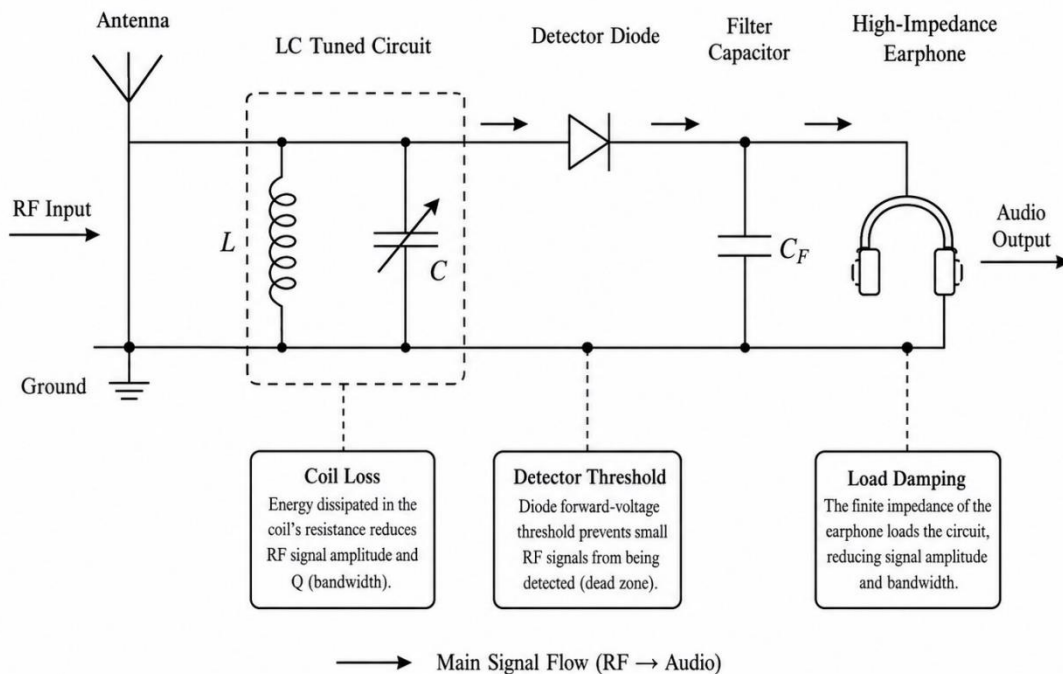 Antenna
LC Tuned Circuit
Detector Diode
Filter
Capacitor
High-Impedance
Earphone
RF Input
L
C
C_F
Audio
Output
Ground
Coil Loss
Energy dissipated in the
coil's resistance reduces
RF signal amplitude and
Q (bandwidth).
Detector Threshold
Diode forward-voltage
threshold prevents small
RF signals from being
detected (dead zone).
Load Damping
The finite impedance of the
earphone loads the circuit,
reducing signal amplitude
and bandwidth.
Main Signal Flow (RF → Audio)